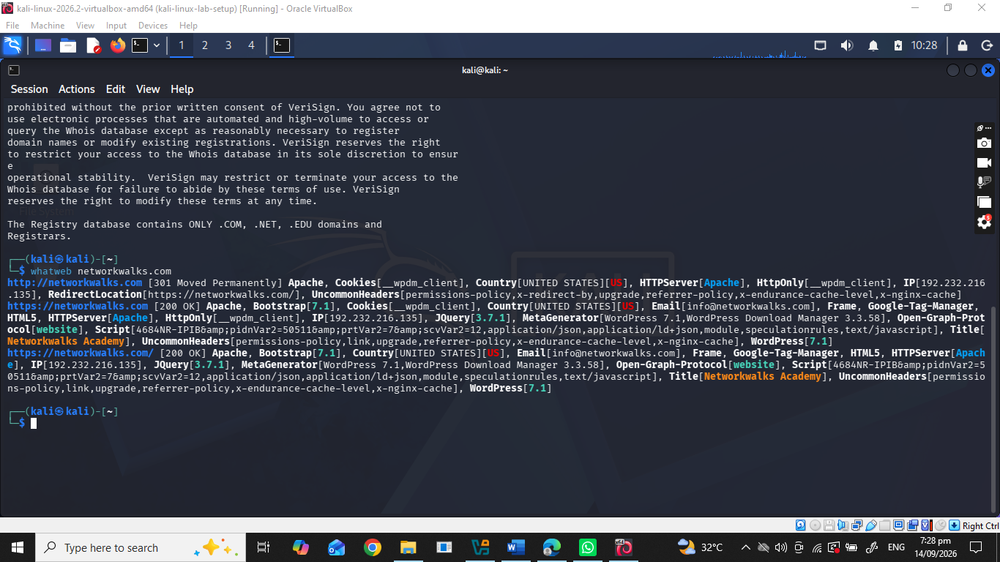 kali-linux-2026.2-virtualbox-amd64 (kali-linux-lab-setup) [Running] - Oracle VirtualBox
File Machine View Input Devices Help
1 2 3 4 10:28
kali@kali: ~
Session Actions Edit View Help
prohibited without the prior written consent of VeriSign. You agree not to
use electronic processes that are automated and high-volume to access or
query the Whois database except as reasonably necessary to register
domain names or modify existing registrations. VeriSign reserves the right
to restrict your access to the Whois database in its sole discretion to ensur
e
operational stability.  VeriSign may restrict or terminate your access to the
Whois database for failure to abide by these terms of use. VeriSign
reserves the right to modify these terms at any time.
File System
The Registry database contains ONLY .COM, .NET, .EDU domains and
Registrars.
┌──(kali㉿kali)-[~]
└─$ whatweb networkwalks.com
http://networkwalks.com [301 Moved Permanently] Apache, Cookies[__wpdm_client], Country[UNITED STATES][US], HTTPServer[Apache], HttpOnly[__wpdm_client], IP[192.232.216
.135], RedirectLocation[https://networkwalks.com/], UncommonHeaders[permissions-policy,x-redirect-by,upgrade,referrer-policy,x-endurance-cache-level,x-nginx-cache]
https://networkwalks.com [200 OK] Apache, Bootstrap[7.1], Cookies[__wpdm_client], Country[UNITED STATES][US], Email[info@networkwalks.com], Frame, Google-Tag-Manager,
HTML5, HTTPServer[Apache], HttpOnly[__wpdm_client], IP[192.232.216.135], JQuery[3.7.1], MetaGenerator[WordPress 7.1,WordPress Download Manager 3.3.58], Open-Graph-Prot
ocol[website], Script[4684NR-IPIB&amp;pidnVar2=50511&amp;prtVar2=7&amp;scvVar2=12,application/json,application/ld+json,module,speculationrules,text/javascript], Title[
Networkwalks Academy], UncommonHeaders[permissions-policy,link,upgrade,referrer-policy,x-endurance-cache-level,x-nginx-cache], WordPress[7.1]
https://networkwalks.com/ [200 OK] Apache, Bootstrap[7.1], Country[UNITED STATES][US], Email[info@networkwalks.com], Frame, Google-Tag-Manager, HTML5, HTTPServer[Apach
e], IP[192.232.216.135], JQuery[3.7.1], MetaGenerator[WordPress 7.1,WordPress Download Manager 3.3.58], Open-Graph-Protocol[website], Script[4684NR-IPIB&amp;pidnVar2=5
0511&amp;prtVar2=7&amp;scvVar2=12,application/json,application/ld+json,module,speculationrules,text/javascript], Title[Networkwalks Academy], UncommonHeaders[permissio
ns-policy,link,upgrade,referrer-policy,x-endurance-cache-level,x-nginx-cache], WordPress[7.1]
┌──(kali㉿kali)-[~]
└─$
Right Ctrl
Type here to search
32°C
ENG
7:28 pm
14/09/2026